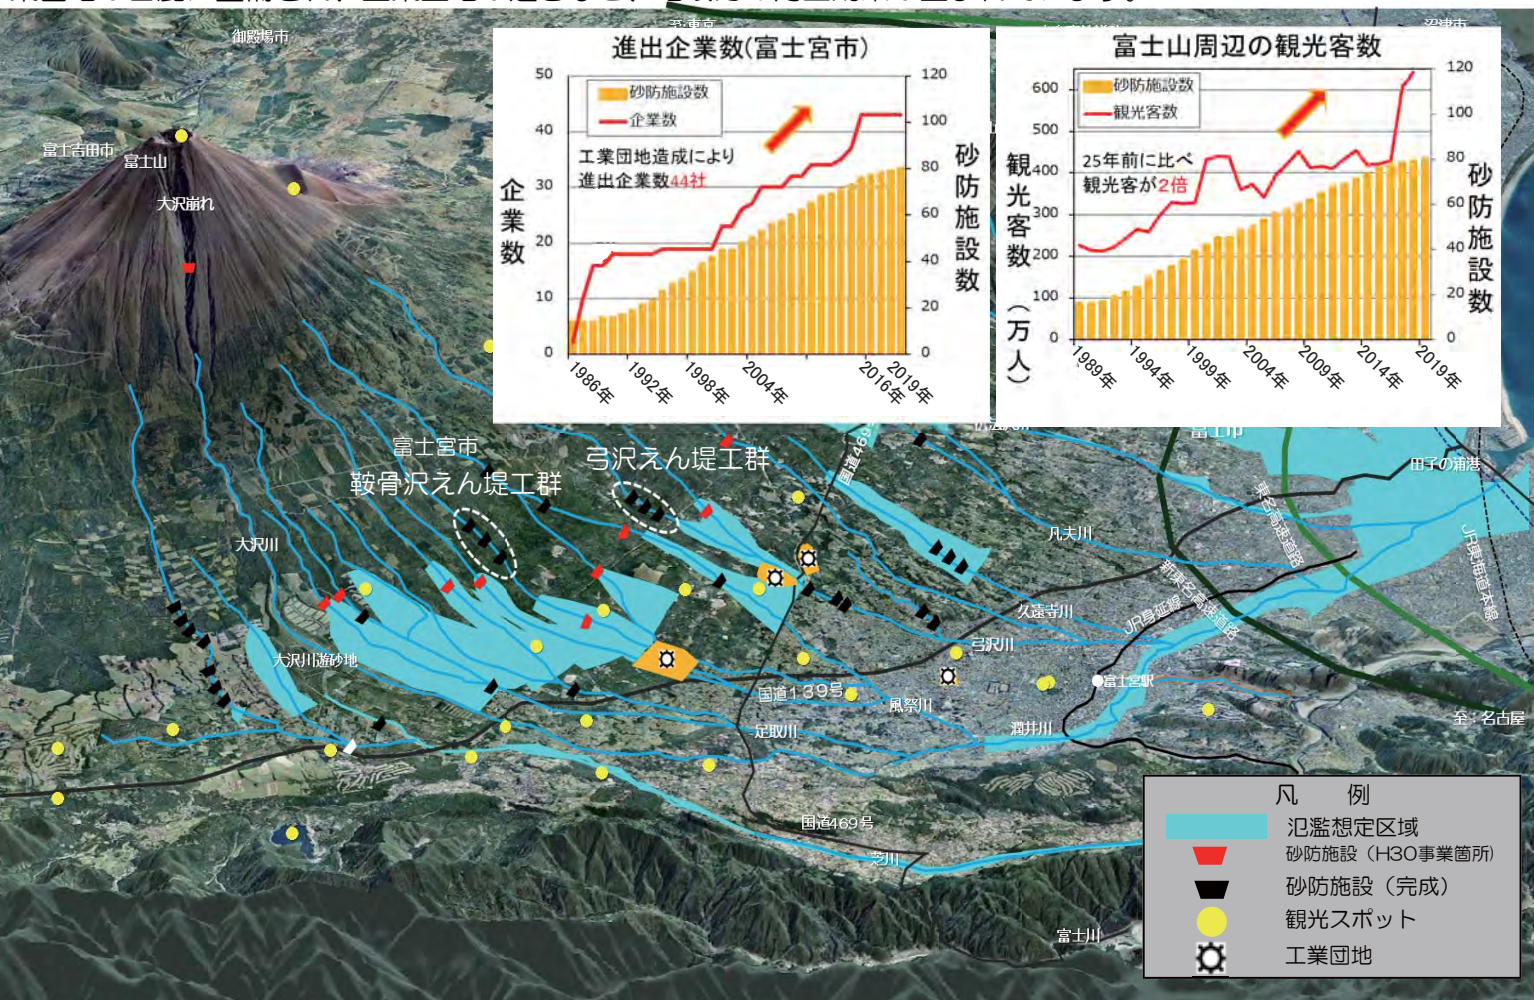 御殿場市
至:東京
沼津市
富士吉田市
富士山
大沢崩れ
進出企業数(富士宮市)
砂防施設数
企業数
工業団地造成により
進出企業数44社
企業数
砂防施設数
50
40
30
20
10
0
120
100
80
60
40
20
0
1986年
1992年
1998年
2004年
2016年
2019年
富士山周辺の観光客数
砂防施設数
観光客数
25年前に比べ
観光客が2倍
観光客数(万人)
砂防施設数
600
500
400
300
200
100
0
120
100
80
60
40
20
0
1989年
1994年
1999年
2004年
2009年
2014年
2019年
富士宮市
鞍骨沢えん堤工群
弓沢えん堤工群
国道469号
富士市
田子の浦港
東名高速道路
JR東海道本線
凡夫川
新東名高速道路
JR身延線
久遠寺川
弓沢川
大沢川
大沢川遊砂地
国道139号
風祭川
足取川
潤井川
富士宮駅
至:名古屋
国道469号
芝川
富士川
凡 例
氾濫想定区域
砂防施設(H30事業箇所)
砂防施設(完成)
観光スポット
工業団地